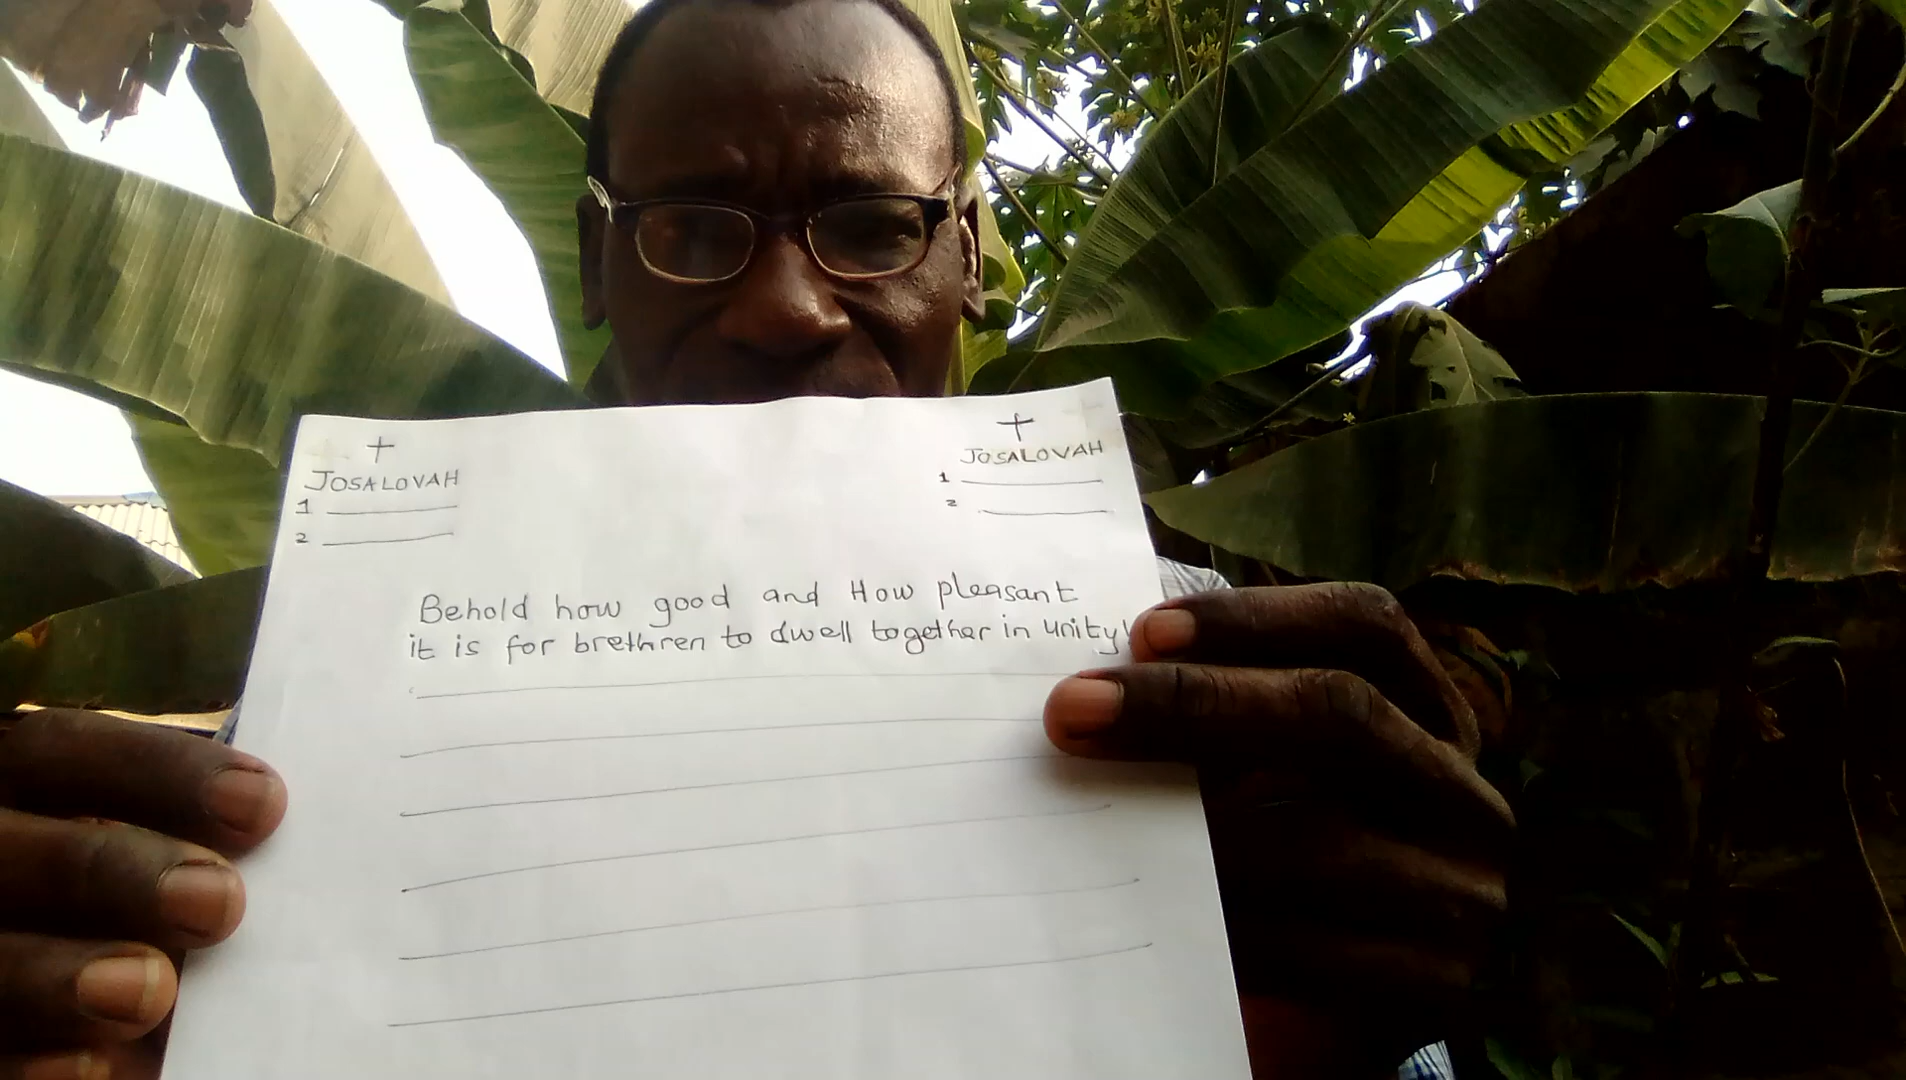 + +
JOSALOVAH JOSALOVAH
1 1
2 2
Behold how good and How pleasant
it is for brethren to dwell together in unity!